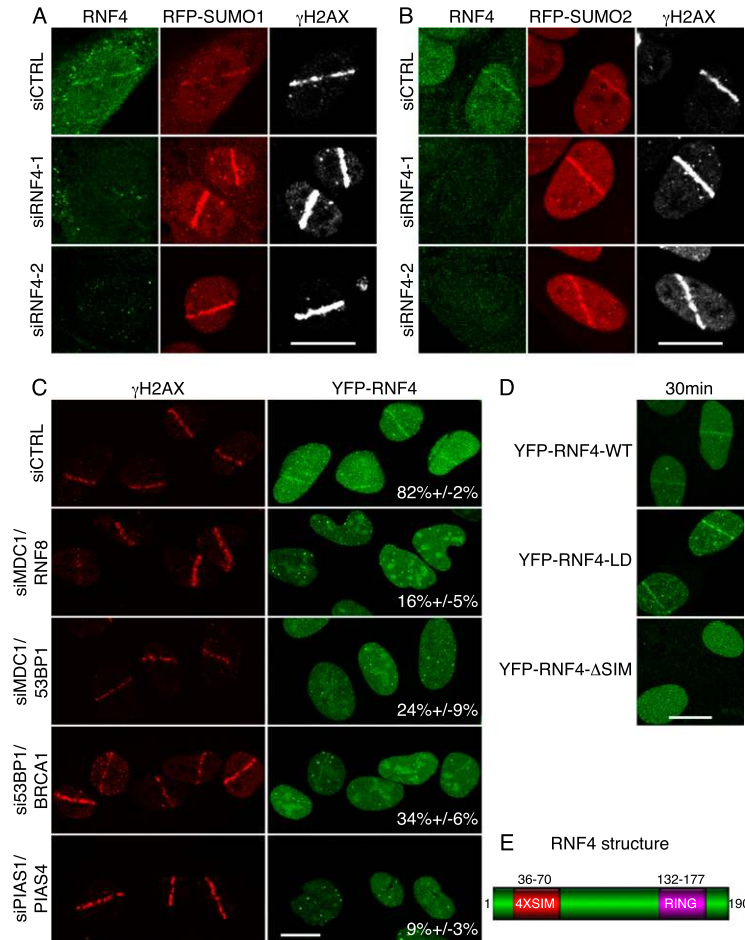 A RNF4 RFP-SUMO1 γH2AX
siCTRL
siRNF4-1
siRNF4-2
B RNF4 RFP-SUMO2 γH2AX
siCTRL
siRNF4-1
siRNF4-2
C γH2AX YFP-RNF4
siCTRL
82%+/-2%
siMDC1/
RNF8
16%+/-5%
siMDC1/
53BP1
24%+/-9%
si53BP1/
BRCA1
34%+/-6%
siPIAS1/
PIAS4
9%+/-3%
D 30min
YFP-RNF4-WT
YFP-RNF4-LD
YFP-RNF4-ΔSIM
E RNF4 structure
36-70 132-177
1 4XSIM RING 190